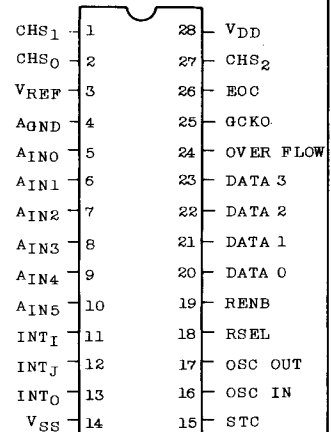 CHS1 1 28 VDD
CHS0 2 27 CHS2
VREF 3 26 EOC
AGND 4 25 GCKO
AIN0 5 24 OVER FLOW
AIN1 6 23 DATA 3
AIN2 7 22 DATA 2
AIN3 8 21 DATA 1
AIN4 9 20 DATA 0
AIN5 10 19 RENB
INTI 11 18 RSEL
INTJ 12 17 OSC OUT
INTO 13 16 OSC IN
VSS 14 15 STC